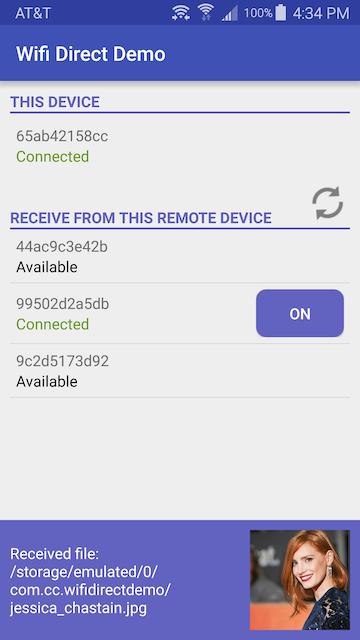 AT&T 100% 4:34 PM
Wifi Direct Demo
THIS DEVICE
65ab42158cc
Connected
RECEIVE FROM THIS REMOTE DEVICE
44ac9c3e42b
Available
99502d2a5db
Connected
ON
9c2d5173d92
Available
Received file:
/storage/emulated/0/
com.cc.wifidirectdemo/
jessica_chastain.jpg